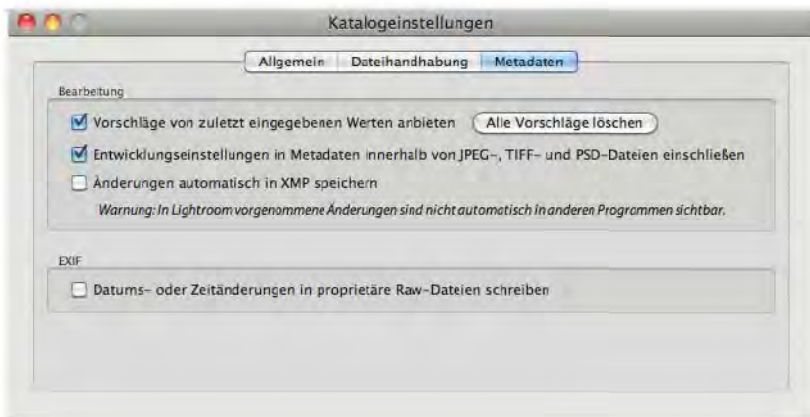 Katalogeinstellungen
Allgemein Dateihandhabung Metadaten
Bearbeitung
Vorschläge von zuletzt eingegebenen Werten anbieten Alle Vorschläge löschen
Entwicklungseinstellungen in Metadaten innerhalb von JPEG-, TIFF- und PSD-Dateien einschließen
Änderungen automatisch in XMP speichern
Warnung: In Lightroom vorgenommene Änderungen sind nicht automatisch in anderen Programmen sichtbar.
EXIF
Datums- oder Zeitänderungen in proprietäre Raw-Dateien schreiben